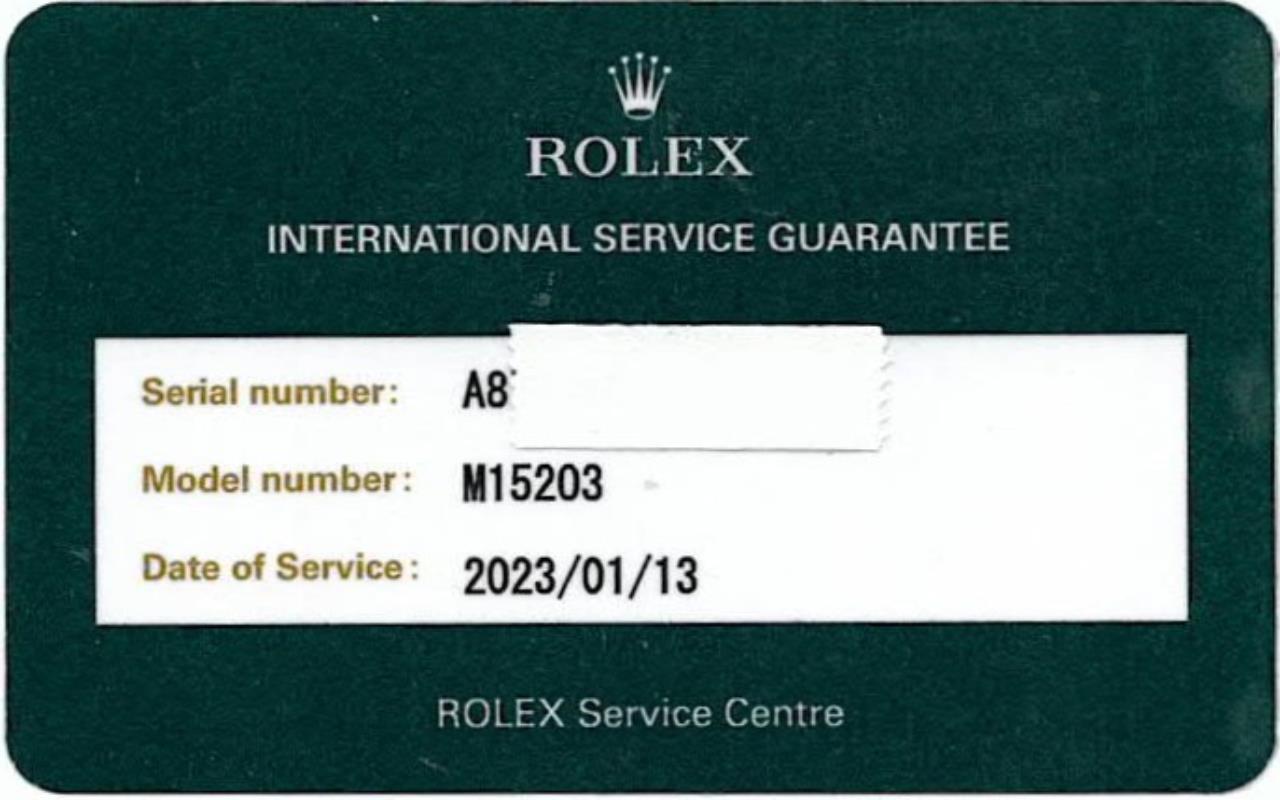 ROLEX
INTERNATIONAL SERVICE GUARANTEE
Serial number: A8
Model number: M15203
Date of Service: 2023/01/13
ROLEX Service Centre